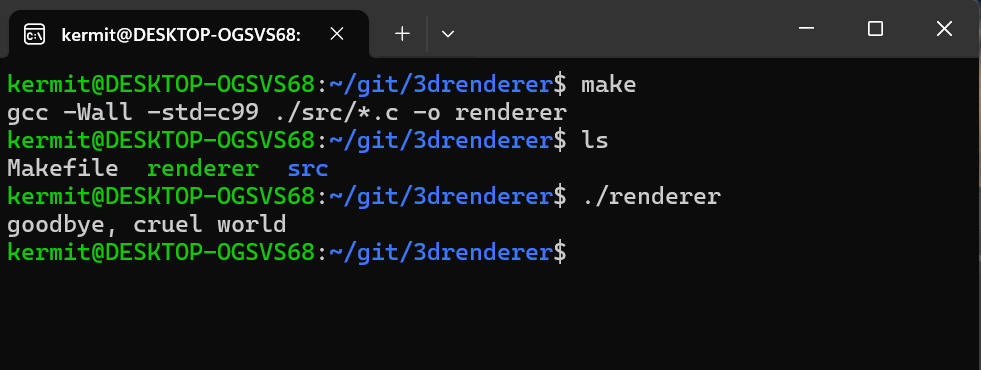 kermit@DESKTOP-OGSVS68:
kermit@DESKTOP-OGSVS68:~/git/3drenderer$ make
gcc -Wall -std=c99 ./src/*.c -o renderer
kermit@DESKTOP-OGSVS68:~/git/3drenderer$ ls
Makefile  renderer  src
kermit@DESKTOP-OGSVS68:~/git/3drenderer$ ./renderer
goodbye, cruel world
kermit@DESKTOP-OGSVS68:~/git/3drenderer$